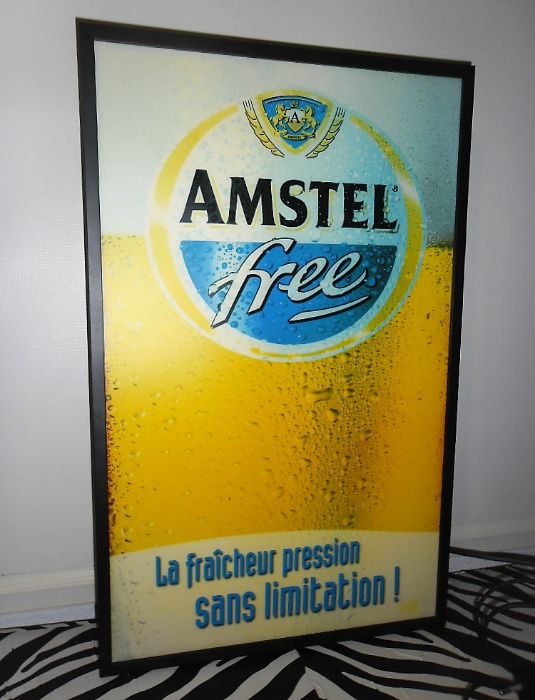 A
AMSTEL®
free
La fraîcheur pression
sans limitation !